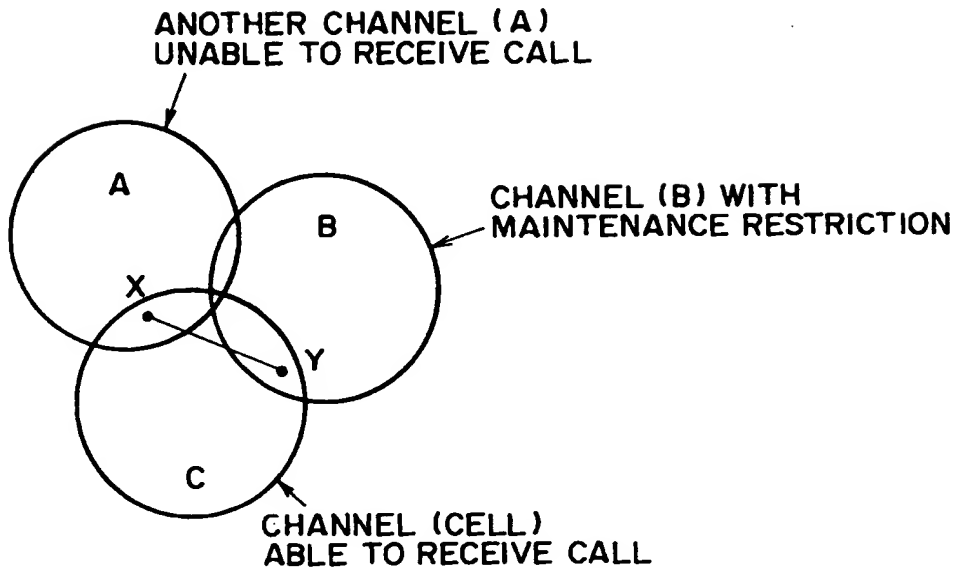 ANOTHER CHANNEL (A)
UNABLE TO RECEIVE CALL
A
B
CHANNEL (B) WITH
MAINTENANCE RESTRICTION
X
Y
C
CHANNEL (CELL)
ABLE TO RECEIVE CALL